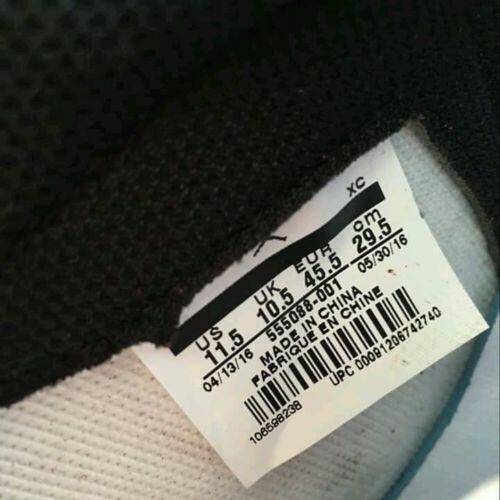 XC
US UK EUR cm
11.5 10.5 45.5 29.5
04/13/16 555088-001 05/30/16
MADE IN CHINA
FABRIQUE EN CHINE
UPC 00091206742740
106598238